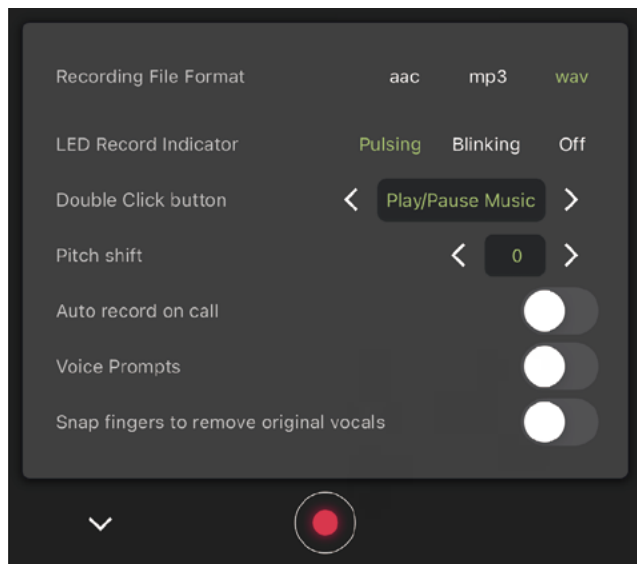 Recording File Format aac mp3 wav
LED Record Indicator Pulsing Blinking Off
Double Click button Play/Pause Music
Pitch shift 0
Auto record on call
Voice Prompts
Snap fingers to remove original vocals